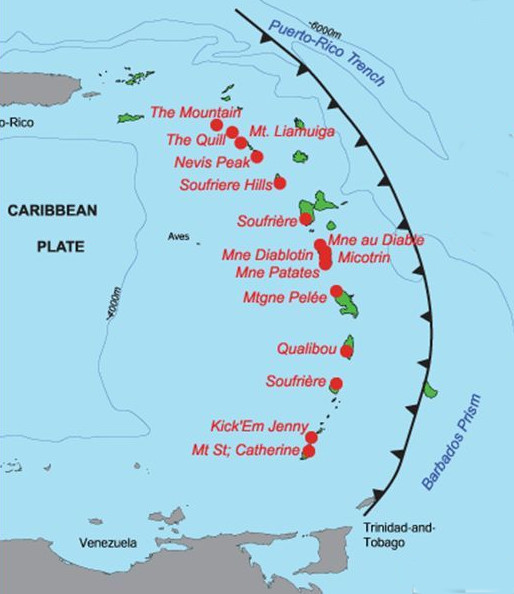 -6000m
Puerto-Rico Trench
The Mountain
o-Rico
Mt. Liamuiga
The Quill
Nevis Peak
Soufriere Hills
CARIBBEAN
PLATE
Soufrière
Aves
Mne au Diable
Mne Diablotin
Micotrin
Mne Patates
Mtgne Pelée
-4000m
Qualibou
Soufrière
Barbados Prism
Kick'Em Jenny
Mt St; Catherine
Trinidad-and-
Tobago
Venezuela